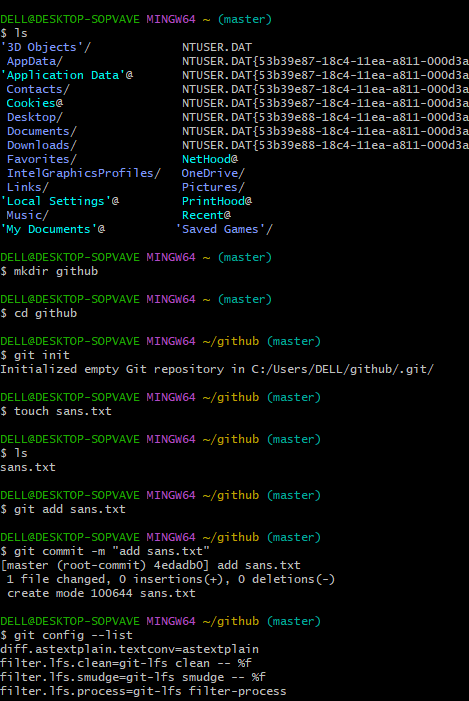 DELL@DESKTOP-SOPVAVE MINGW64 ~ (master)
$ ls
'3D Objects'/ NTUSER.DAT
AppData/ NTUSER.DAT{53b39e87-18c4-11ea-a811-000d3a
'Application Data'@ NTUSER.DAT{53b39e87-18c4-11ea-a811-000d3a
Contacts/ NTUSER.DAT{53b39e87-18c4-11ea-a811-000d3a
Cookies@ NTUSER.DAT{53b39e87-18c4-11ea-a811-000d3a
Desktop/ NTUSER.DAT{53b39e88-18c4-11ea-a811-000d3a
Documents/ NTUSER.DAT{53b39e88-18c4-11ea-a811-000d3a
Downloads/ NTUSER.DAT{53b39e88-18c4-11ea-a811-000d3a
Favorites/ NetHood@
IntelGraphicsProfiles/ OneDrive/
Links/ Pictures/
'Local Settings'@ PrintHood@
Music/ Recent@
'My Documents'@ 'Saved Games'/
DELL@DESKTOP-SOPVAVE MINGW64 ~ (master)
$ mkdir github
DELL@DESKTOP-SOPVAVE MINGW64 ~ (master)
$ cd github
DELL@DESKTOP-SOPVAVE MINGW64 ~/github (master)
$ git init
Initialized empty Git repository in C:/Users/DELL/github/.git/
DELL@DESKTOP-SOPVAVE MINGW64 ~/github (master)
$ touch sans.txt
DELL@DESKTOP-SOPVAVE MINGW64 ~/github (master)
$ ls
sans.txt
DELL@DESKTOP-SOPVAVE MINGW64 ~/github (master)
$ git add sans.txt
DELL@DESKTOP-SOPVAVE MINGW64 ~/github (master)
$ git commit -m "add sans.txt"
[master (root-commit) 4edadb0] add sans.txt
1 file changed, 0 insertions(+), 0 deletions(-)
create mode 100644 sans.txt
DELL@DESKTOP-SOPVAVE MINGW64 ~/github (master)
$ git config --list
diff.astextplain.textconv=astextplain
filter.lfs.clean=git-lfs clean -- %f
filter.lfs.smudge=git-lfs smudge -- %f
filter.lfs.process=git-lfs filter-process